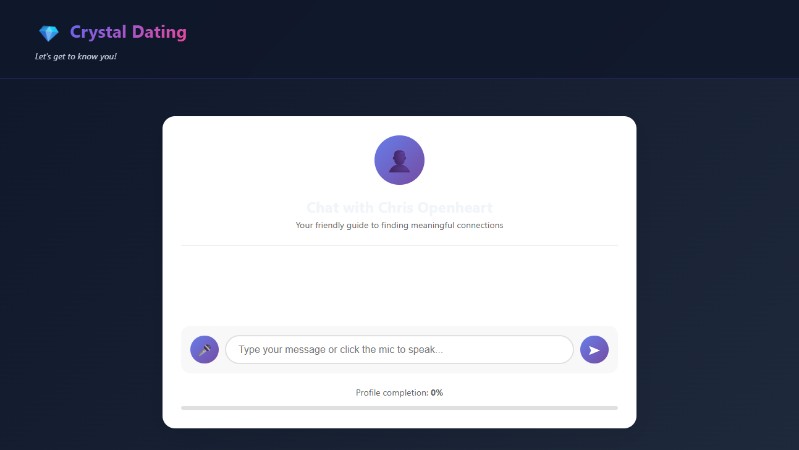 Crystal Dating
Let's get to know you!
Chat with Chris Openheart
Your friendly guide to finding meaningful connections
Type your message or click the mic to speak...
Profile completion: 0%